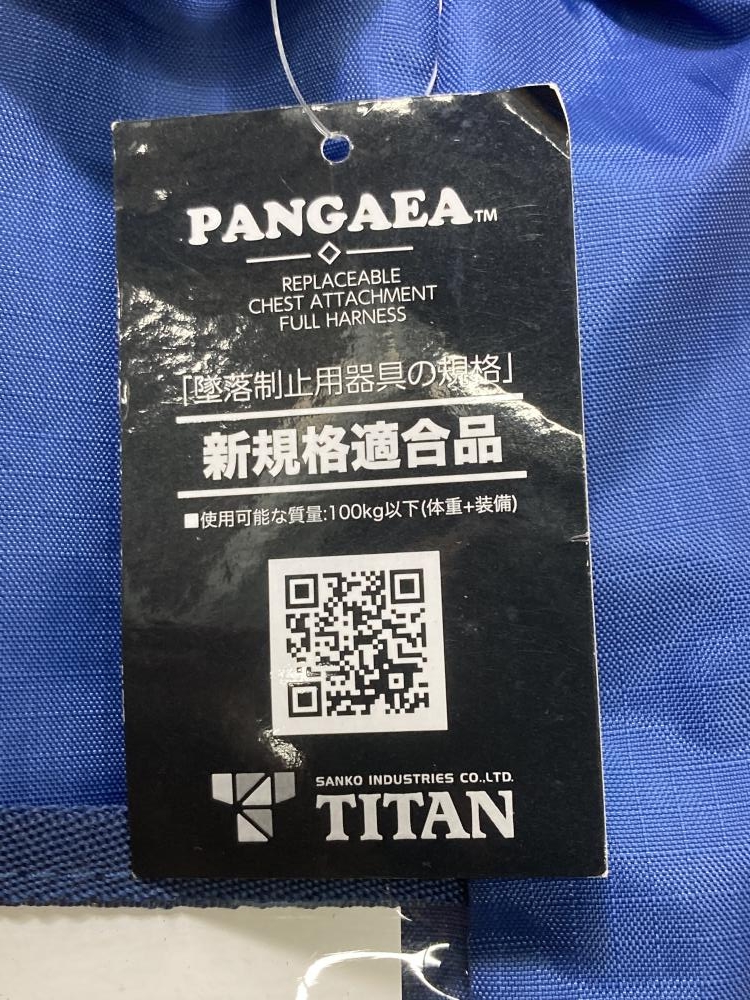 PANGAEA™
REPLACEABLE
CHEST ATTACHMENT
FULL HARNESS
「墜落制止用器具の規格」
新規格適合品
■使用可能な質量:100kg以下(体重+装備)
SANKO INDUSTRIES CO.,LTD.
TITAN